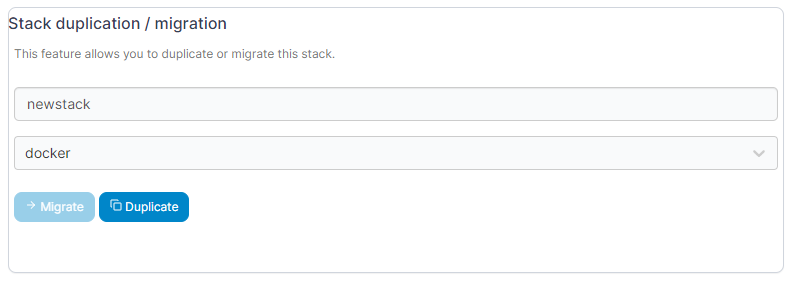 Stack duplication / migration
This feature allows you to duplicate or migrate this stack.
newstack
docker
Migrate Duplicate